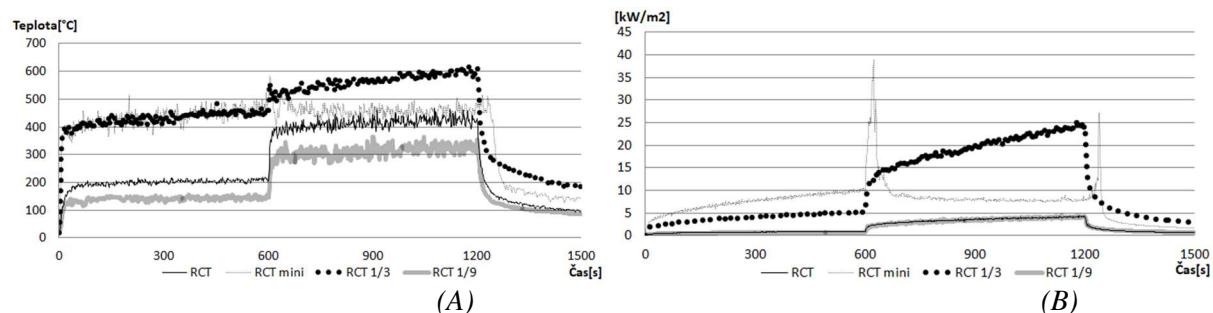 Teplota[°C]
700
600
500
400
300
200
100
0
0
300
600
900
1200
1500
Čas[s]
RCT
RCT mini
RCT 1/3
RCT 1/9
(A)
[kW/m2]
45
40
35
30
25
20
15
10
5
0
0
300
600
900
1200
1500
Čas[s]
RCT
RCT mini
RCT 1/3
RCT 1/9
(B)